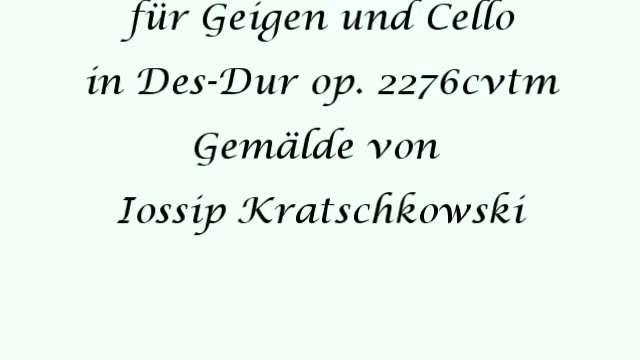 für Geigen und Cello
in Des-Dur op. 2276cvtm
Gemälde von
Iossip Kratschkowski